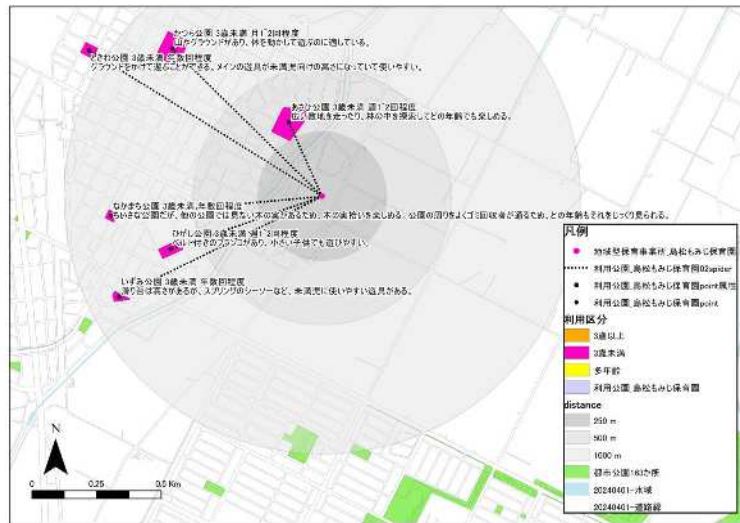 かつら公園 3歳未満 月1~2回程度
山やグラウンドがあり、体を動かして遊ぶのに適している。
ときわ公園 3歳未満 年数回程度
グラウンドをかけて遊ぶことができる、メインの遊具が未満児向けの高さになっていて使いやすい。
あさひ公園 3歳未満 週1~2回程度
広い敷地を走ったり、林の中を探索してどの年齢でも楽しめる。
なかまち公園 3歳未満 年数回程度
ちいさな公園だが、他の公園では見ない木の実があるため、木の実拾いを楽しめる。公園の周りをよくゴミ回収車が通るため、どの年齢もそれをじっくり見られる。
ひがし公園 3歳未満 週1~2回程度
ベルト付きのブランコがあり、小さい子供でも遊びやすい。
いずみ公園 3歳未満 年数回程度
滑り台は高さがあるが、スプリングのシーソーなど、未満児に使いやすい遊具がある。
凡例
地域型保育事業所_島松もみじ保育園
利用公園_島松もみじ保育園02spider
利用公園_島松もみじ保育園point属性
利用公園_島松もみじ保育園point
利用区分
3歳以上
3歳未満
多年齢
利用公園_島松もみじ保育園
distance
250 m
500 m
1000 m
都市公園163か所
20240401-水域
20240401-道路線
N
0 0.25 0.5 Km